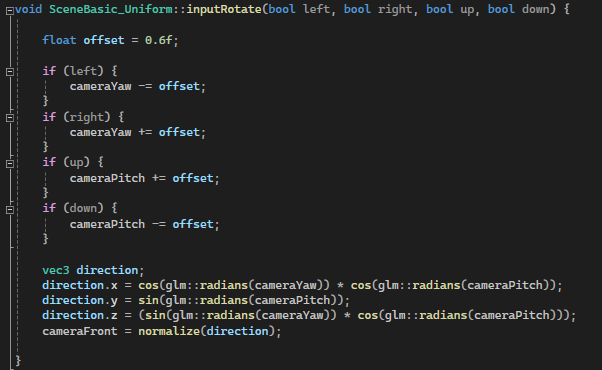 void SceneBasic_Uniform::inputRotate(bool left, bool right, bool up, bool down) {
float offset = 0.6f;
if (left) {
cameraYaw -= offset;
}
if (right) {
cameraYaw += offset;
}
if (up) {
cameraPitch += offset;
}
if (down) {
cameraPitch -= offset;
}
vec3 direction;
direction.x = cos(glm::radians(cameraYaw)) * cos(glm::radians(cameraPitch));
direction.y = sin(glm::radians(cameraPitch));
direction.z = (sin(glm::radians(cameraYaw)) * cos(glm::radians(cameraPitch)));
cameraFront = normalize(direction);
}